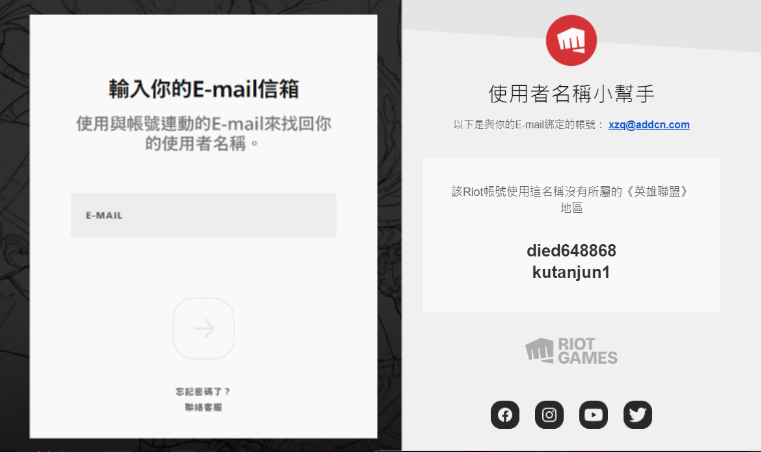 輸入你的E-mail信箱
使用與帳號連動的E-mail來找回你
的使用者名稱。
E-MAIL
忘記密碼了？
聯絡客服
使用者名稱小幫手
以下是與你的E-mail綁定的帳號： xzq@addcn.com
該Riot帳號使用這名稱沒有所屬的《英雄聯盟》
地區
died648868
kutanjun1
RIOT
GAMES